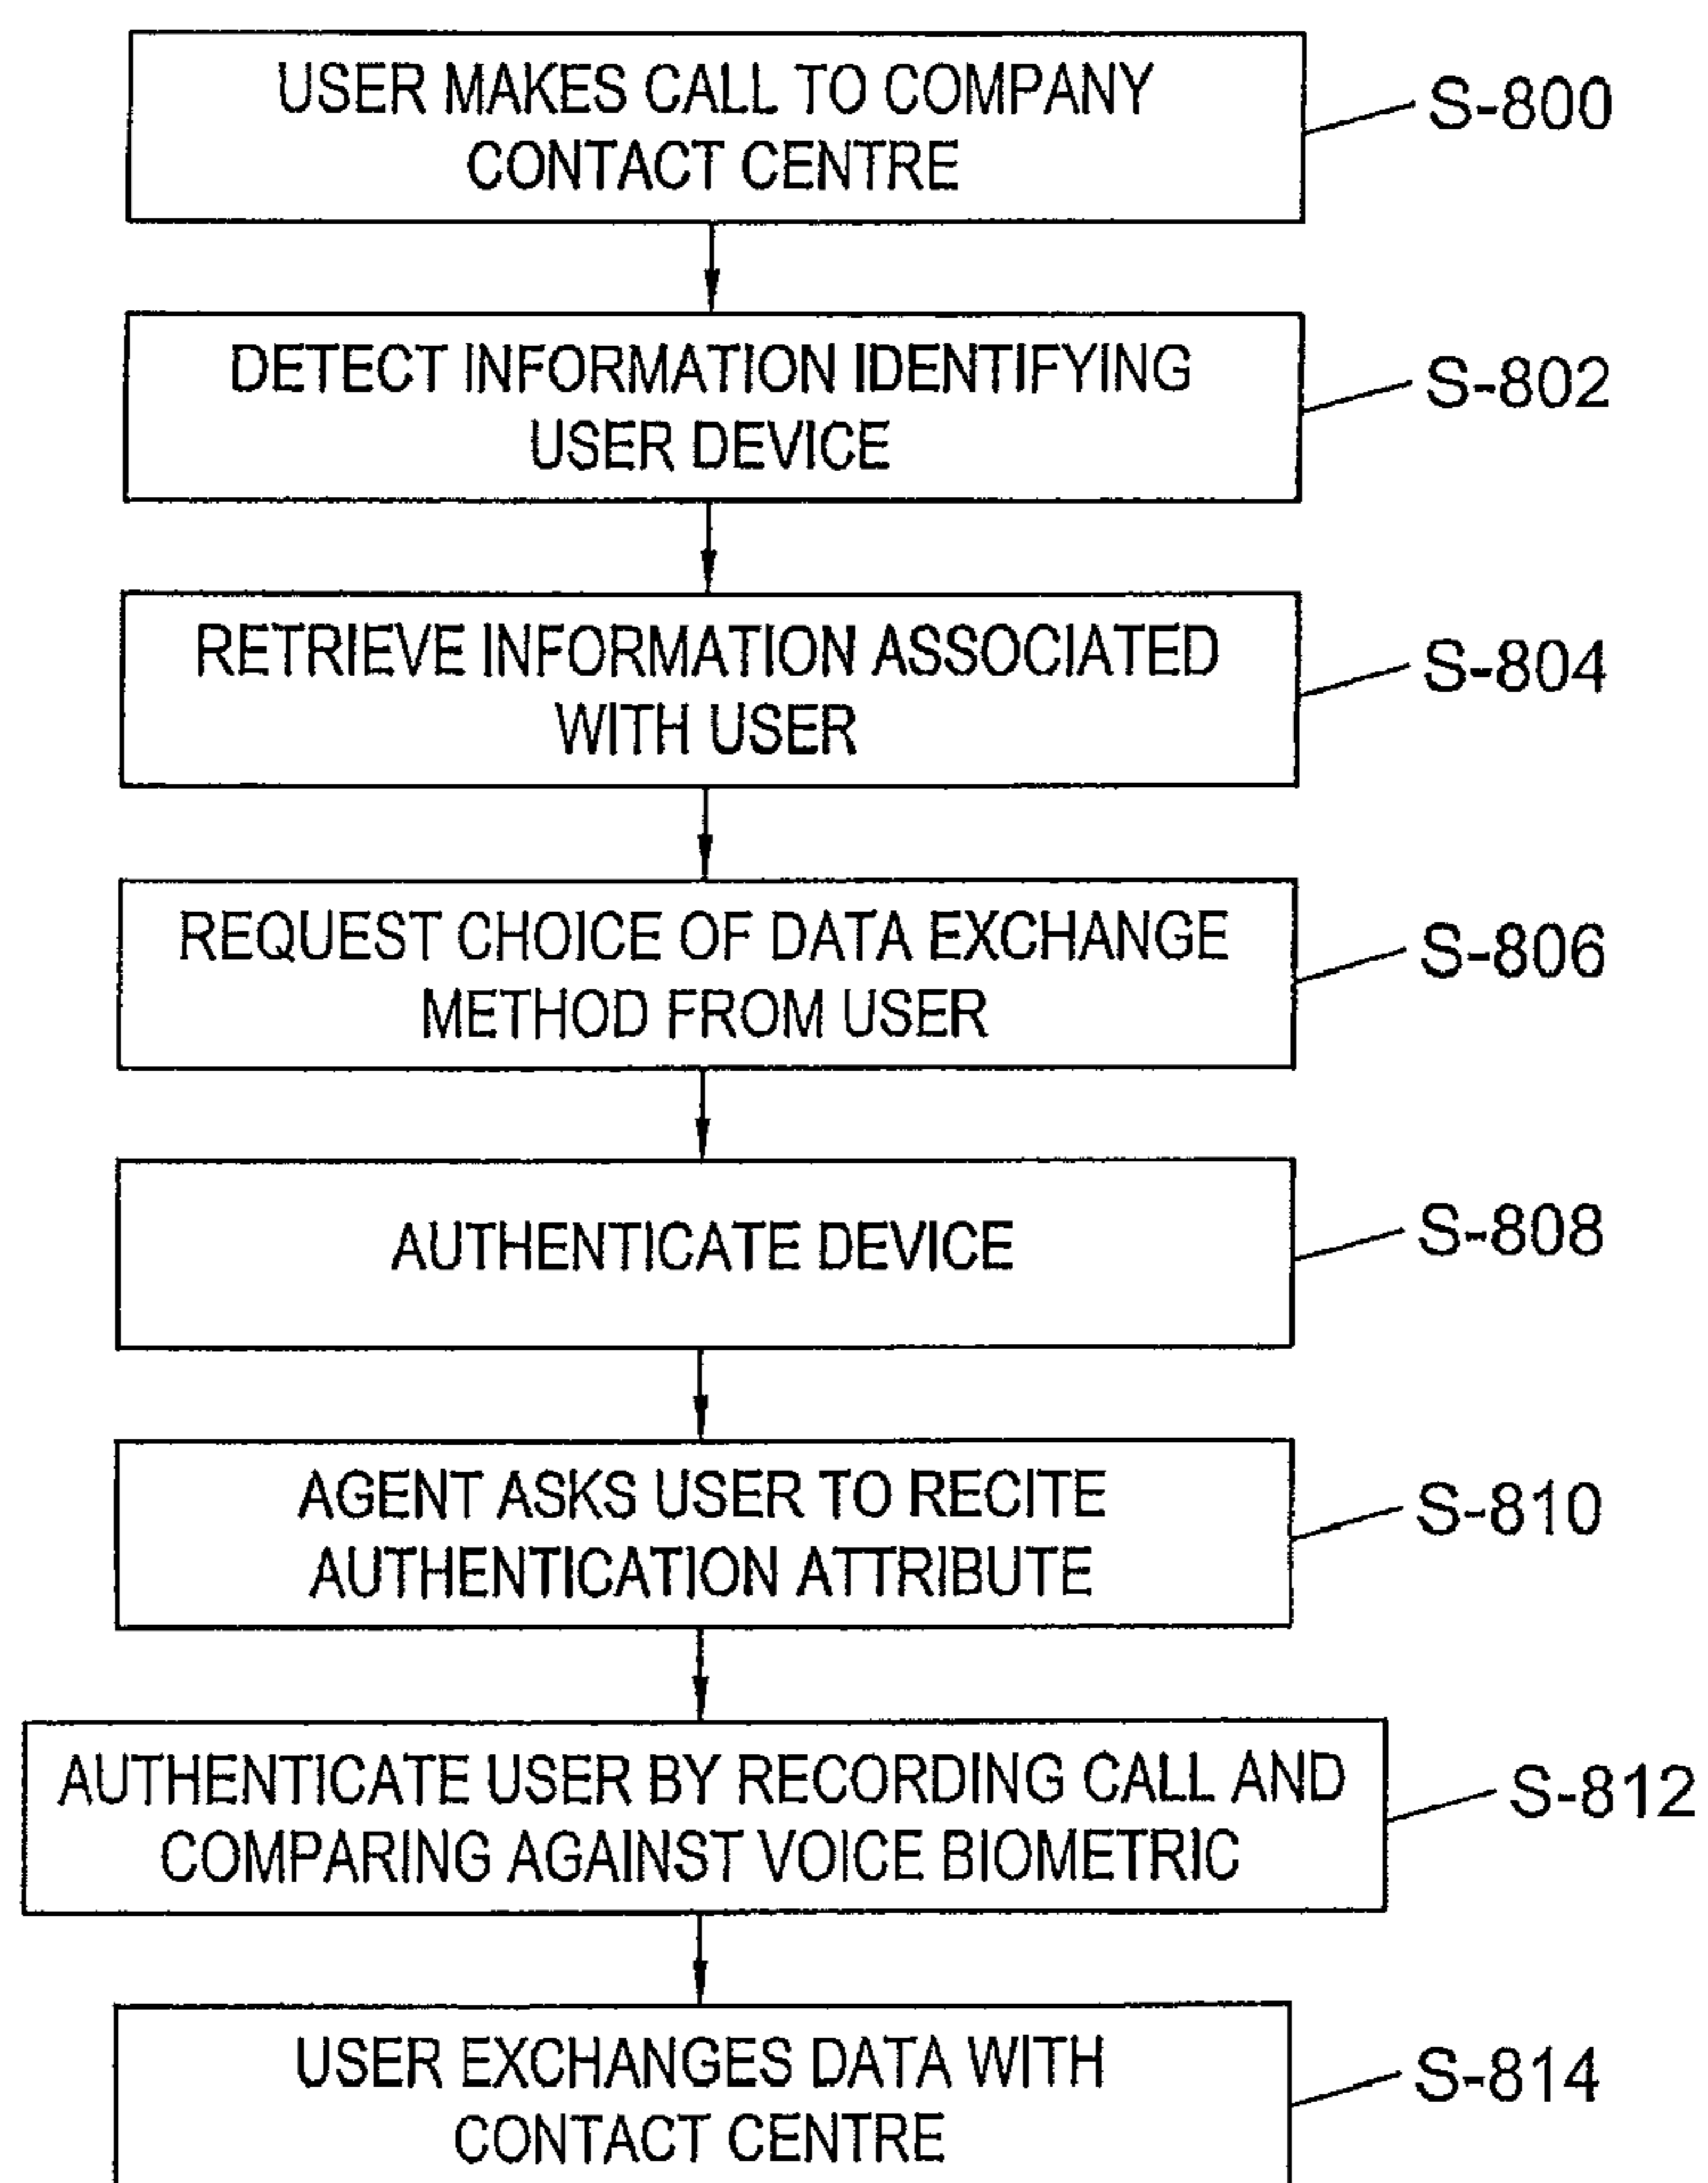 USER MAKES CALL TO COMPANY
CONTACT CENTRE
S-800
DETECT INFORMATION IDENTIFYING
USER DEVICE
S-802
RETRIEVE INFORMATION ASSOCIATED
WITH USER
S-804
REQUEST CHOICE OF DATA EXCHANGE
METHOD FROM USER
S-806
AUTHENTICATE DEVICE
S-808
AGENT ASKS USER TO RECITE
AUTHENTICATION ATTRIBUTE
S-810
AUTHENTICATE USER BY RECORDING CALL AND
COMPARING AGAINST VOICE BIOMETRIC
S-812
USER EXCHANGES DATA WITH
CONTACT CENTRE
S-814